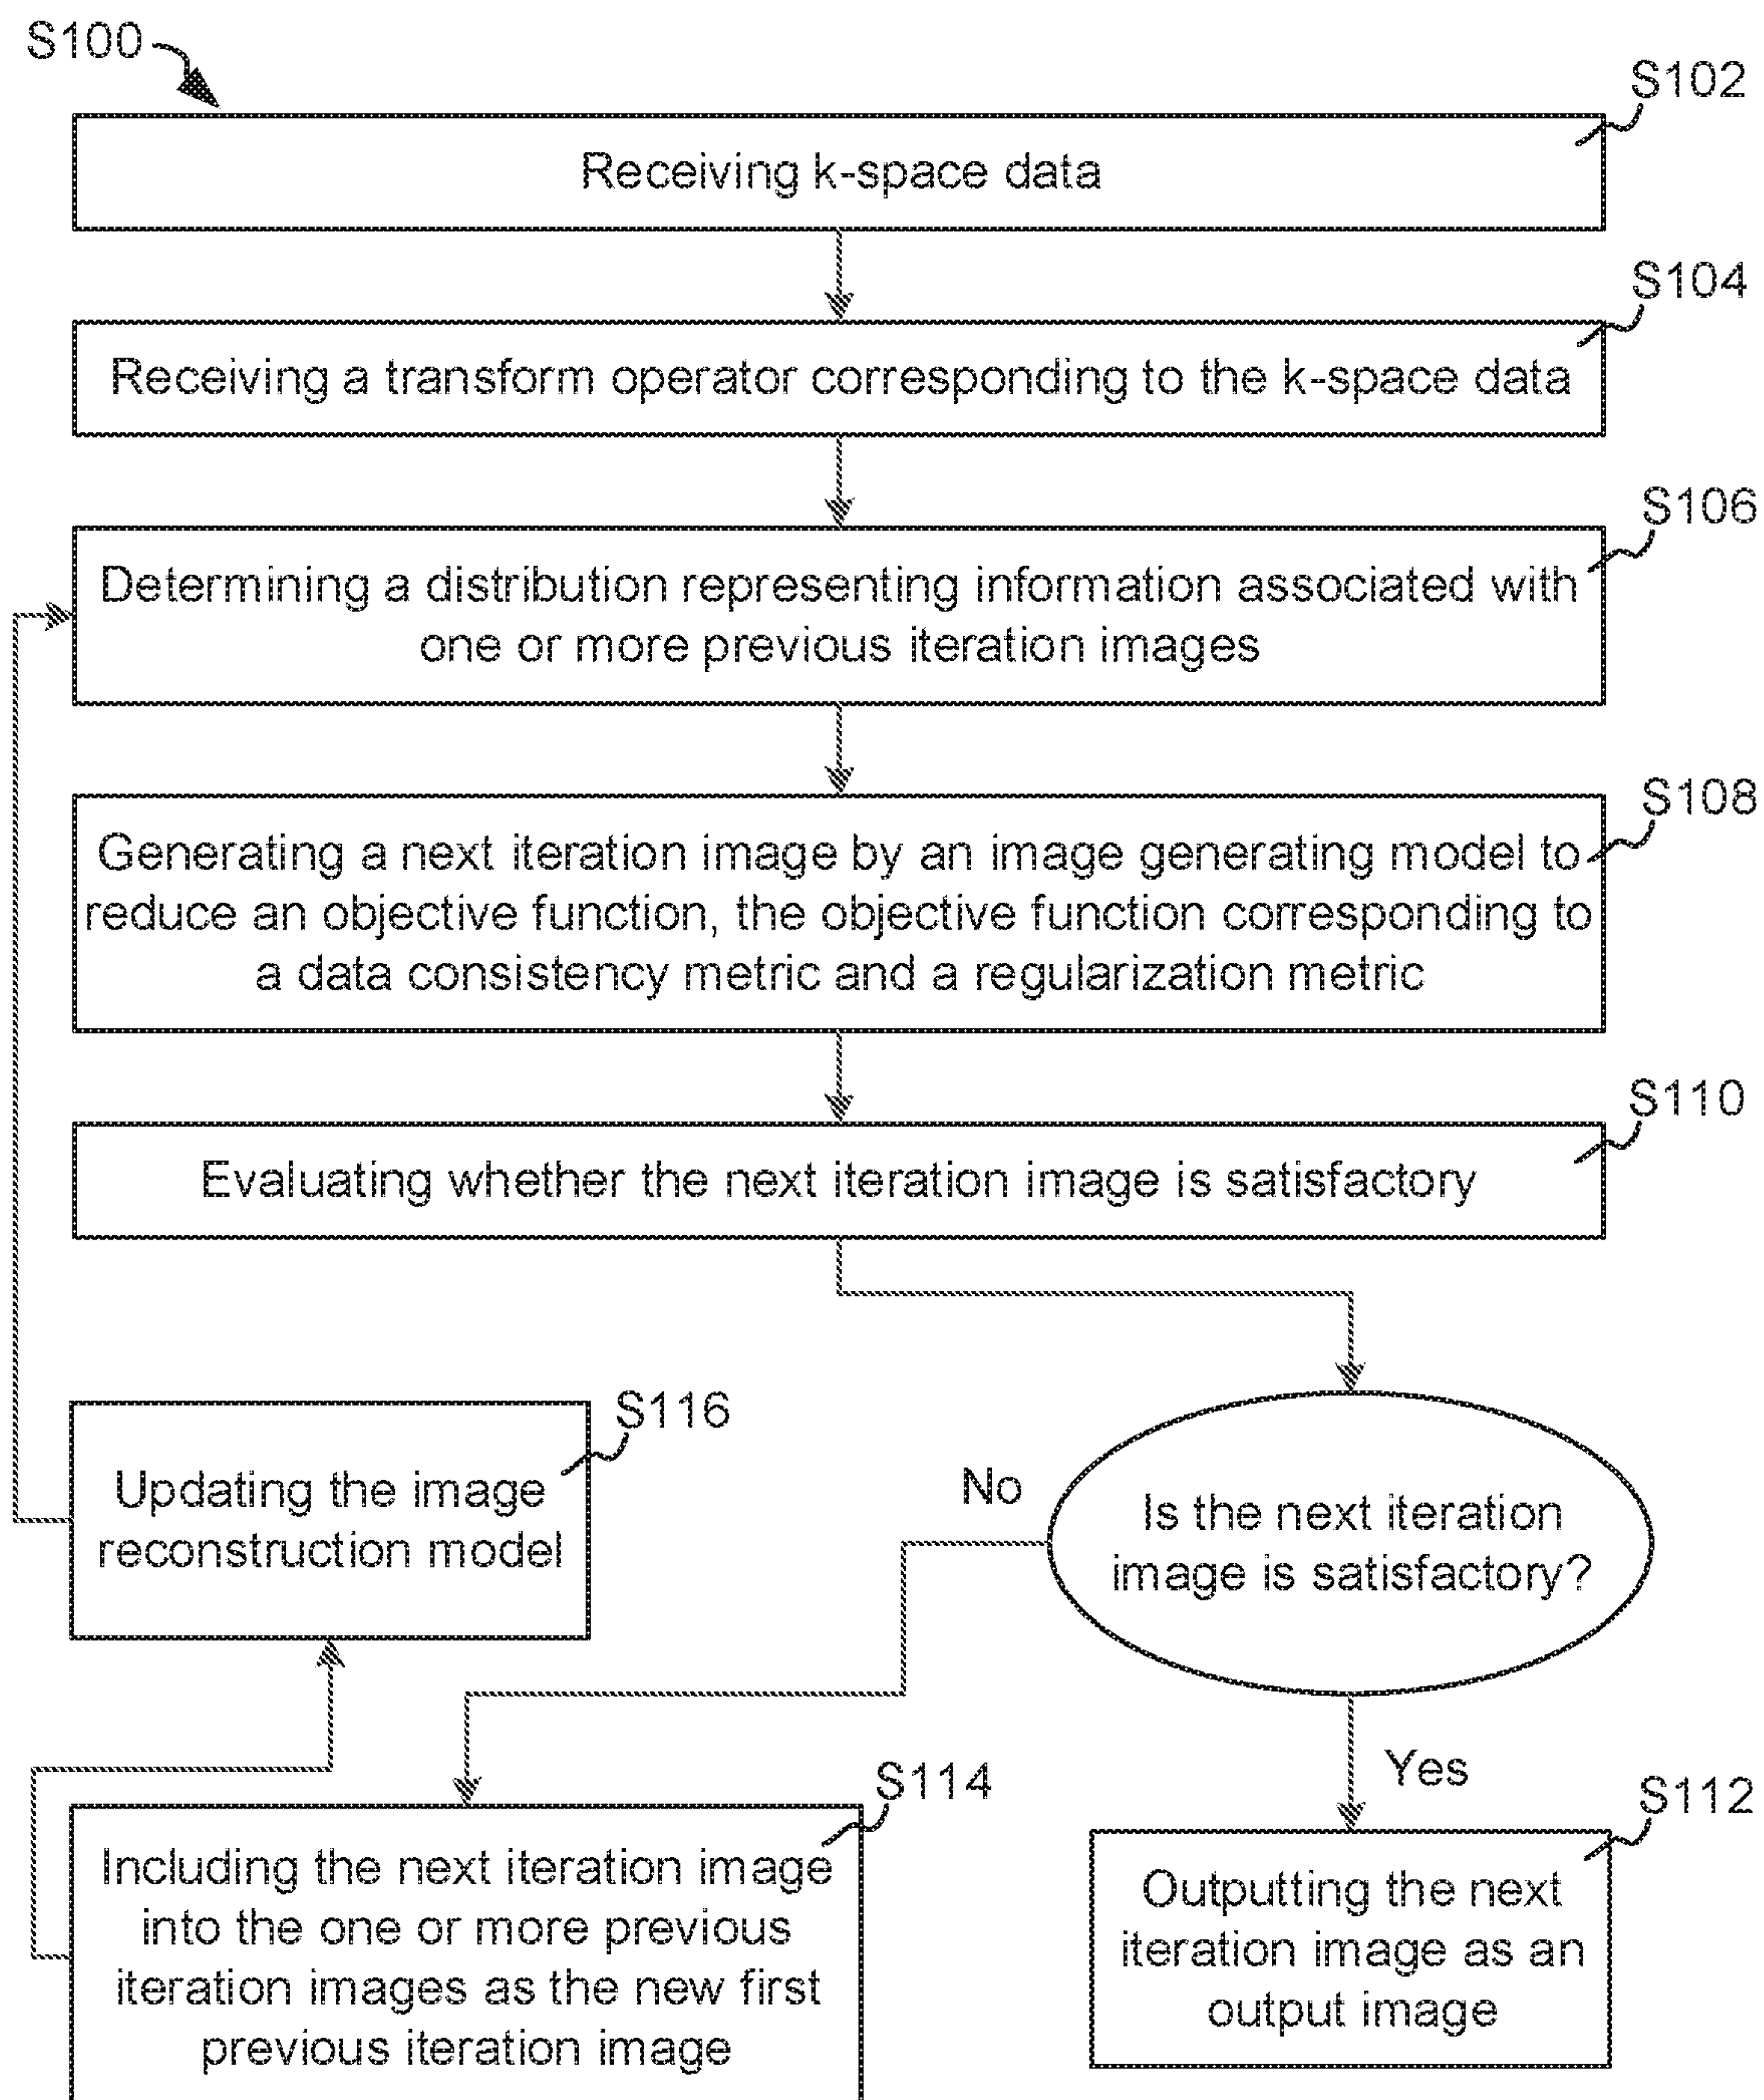 S100
S102
Receiving k-space data
S104
Receiving a transform operator corresponding to the k-space data
S106
Determining a distribution representing information associated with
one or more previous iteration images
S108
Generating a next iteration image by an image generating model to
reduce an objective function, the objective function corresponding to
a data consistency metric and a regularization metric
S110
Evaluating whether the next iteration image is satisfactory
S116
Updating the image
reconstruction model
No
Is the next iteration
image is satisfactory?
Yes
S114
Including the next iteration image
into the one or more previous
iteration images as the new first
previous iteration image
S112
Outputting the next
iteration image as an
output image